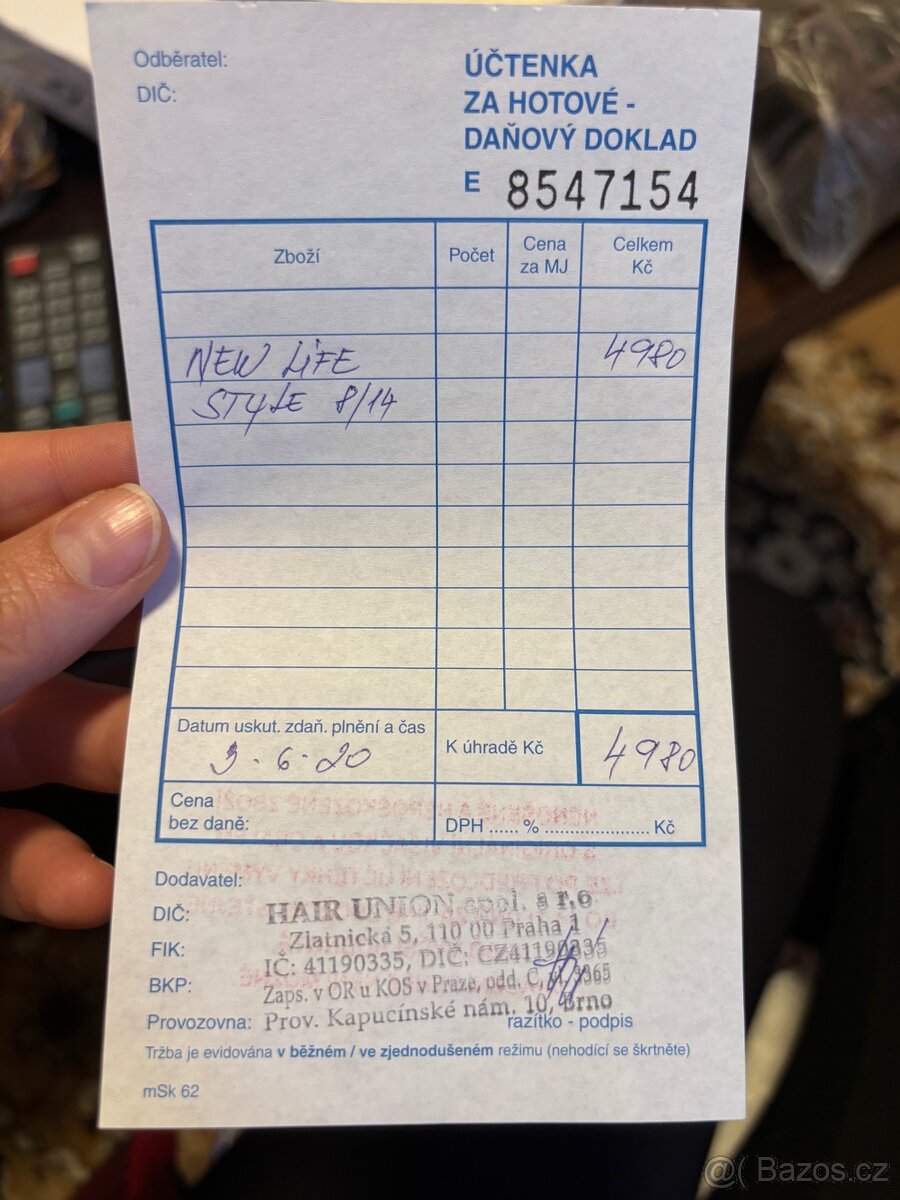 Odběratel:
DIČ:
ÚČTENKA
ZA HOTOVÉ -
DAŇOVÝ DOKLAD
E 8547154
Zboží Počet Cena za MJ Celkem Kč
NEW LIFE 4980
STYLE 8/14
Datum uskut. zdaň. plnění a čas
3.6.20
K úhradě Kč 4980
Cena
bez daně:
DPH ...... % ...................... Kč
Dodavatel:
DIČ:
FIK:
BKP:
Provozovna:
HAIR UNION spol. s r.o
Zlatnická 5, 110 00 Praha 1
IČ: 41190335, DIČ: CZ41190335
Zaps. v OR u KOS v Praze, odd. C, 3365
Prov. Kapucínské nám. 10, Brno
razítko - podpis
Tržba je evidována v běžném / ve zjednodušeném režimu (nehodící se škrtněte)
mSk 62
@( Bazos.cz